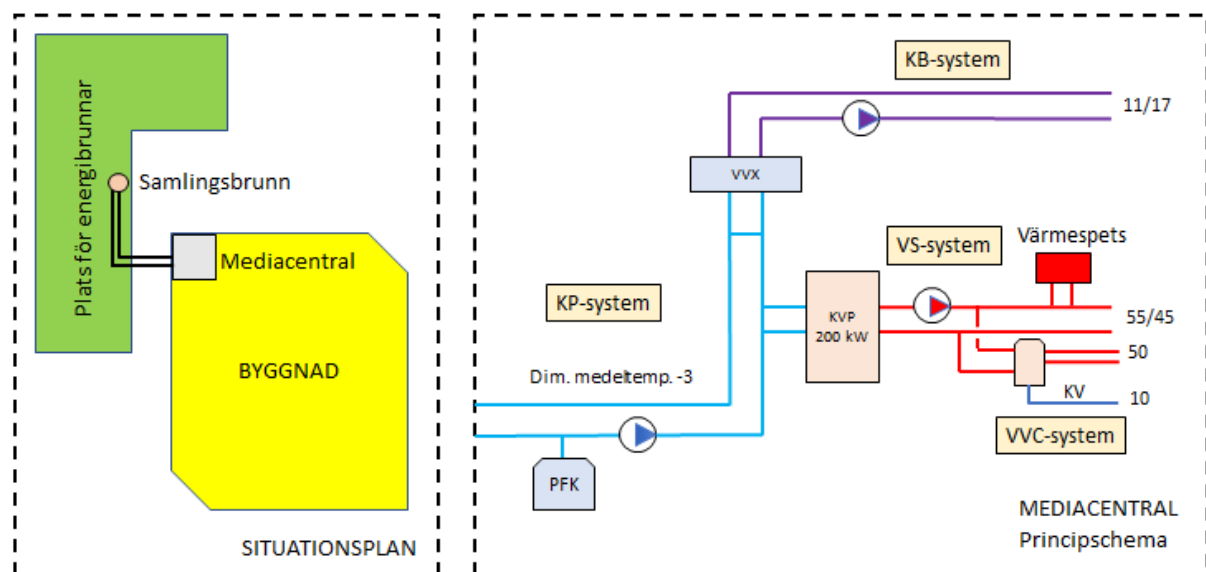 Plats för energibrunnar
Samlingsbrunn
Mediacentral
BYGGNAD
SITUATIONSPLAN
KB-system
11/17
VVX
VS-system
Värmespets
KP-system
KVP
200 kW
55/45
50
Dim. medeltemp. -3
KV
10
VVC-system
PFK
MEDIACENTRAL
Principschema